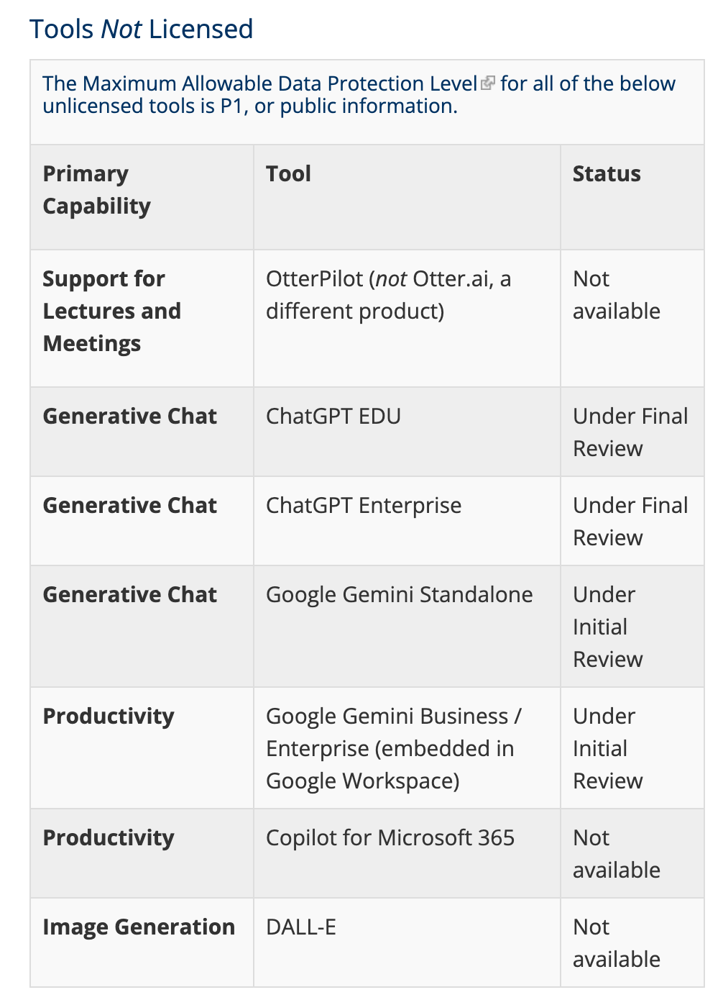 Tools Not Licensed
The Maximum Allowable Data Protection Level for all of the below
unlicensed tools is P1, or public information.
Primary
Capability
Tool
Status
Support for
Lectures and
Meetings
OtterPilot (not Otter.ai, a
different product)
Not
available
Generative Chat
ChatGPT EDU
Under Final
Review
Generative Chat
ChatGPT Enterprise
Under Final
Review
Generative Chat
Google Gemini Standalone
Under
Initial
Review
Productivity
Google Gemini Business /
Enterprise (embedded in
Google Workspace)
Under
Initial
Review
Productivity
Copilot for Microsoft 365
Not
available
Image Generation
DALL-E
Not
available